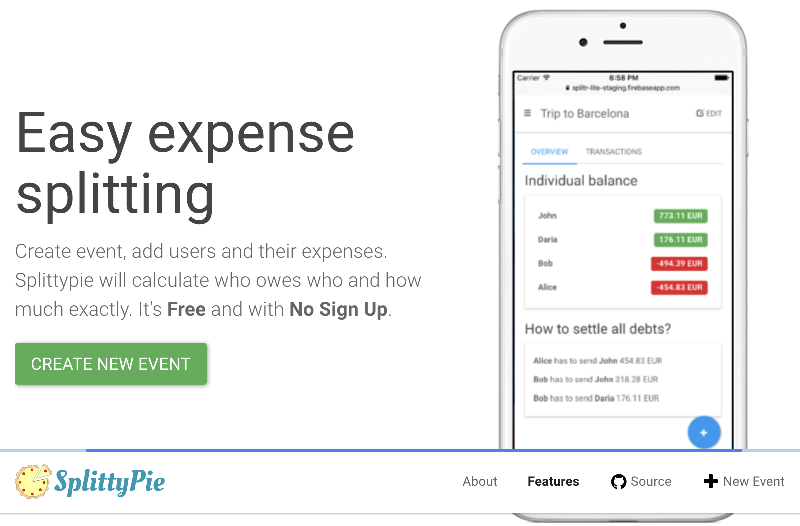 Easy expense
splitting
Create event, add users and their expenses.
Splittypie will calculate who owes who and how
much exactly. It's Free and with No Sign Up.
CREATE NEW EVENT
Carrier 6:58 PM
splitr-lite-staging.firebaseapp.com
Trip to Barcelona EDIT
OVERVIEW TRANSACTIONS
Individual balance
John 773.11 EUR
Daria 176.11 EUR
Bob -494.39 EUR
Alice -454.83 EUR
How to settle all debts?
Alice has to send John 454.83 EUR
Bob has to send John 318.28 EUR
Bob has to send Daria 176.11 EUR
SplittyPie About Features Source New Event